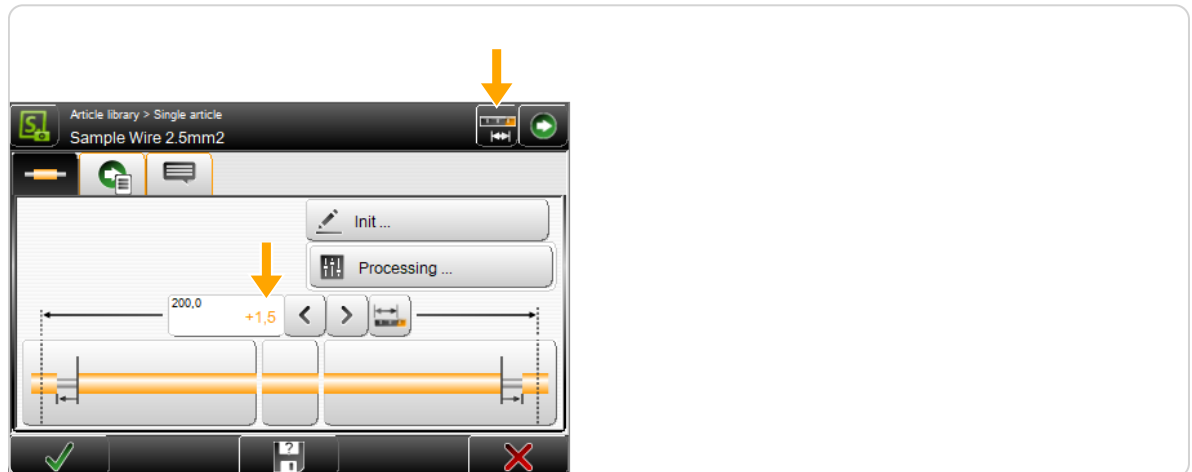 Article library > Single article
Sample Wire 2.5mm2
Init ...
Processing ...
200,0
+1,5